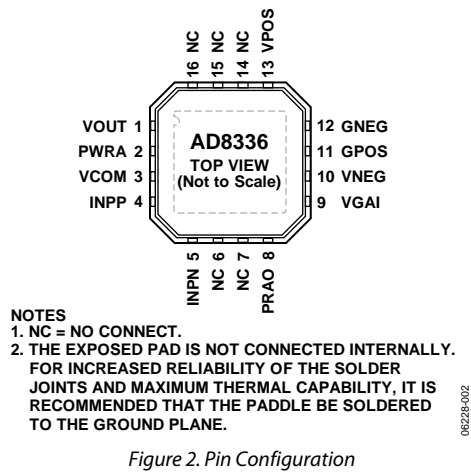 16 NC
15 NC
14 NC
13 VPOS
VOUT 1
PWRA 2
VCOM 3
INPP 4
AD8336
TOP VIEW
(Not to Scale)
12 GNEG
11 GPOS
10 VNEG
9 VGAI
INPN 5
NC 6
NC 7
PRAO 8
NOTES
1. NC = NO CONNECT.
2. THE EXPOSED PAD IS NOT CONNECTED INTERNALLY.
FOR INCREASED RELIABILITY OF THE SOLDER
JOINTS AND MAXIMUM THERMAL CAPABILITY, IT IS
RECOMMENDED THAT THE PADDLE BE SOLDERED
TO THE GROUND PLANE.
06228-002
Figure 2. Pin Configuration